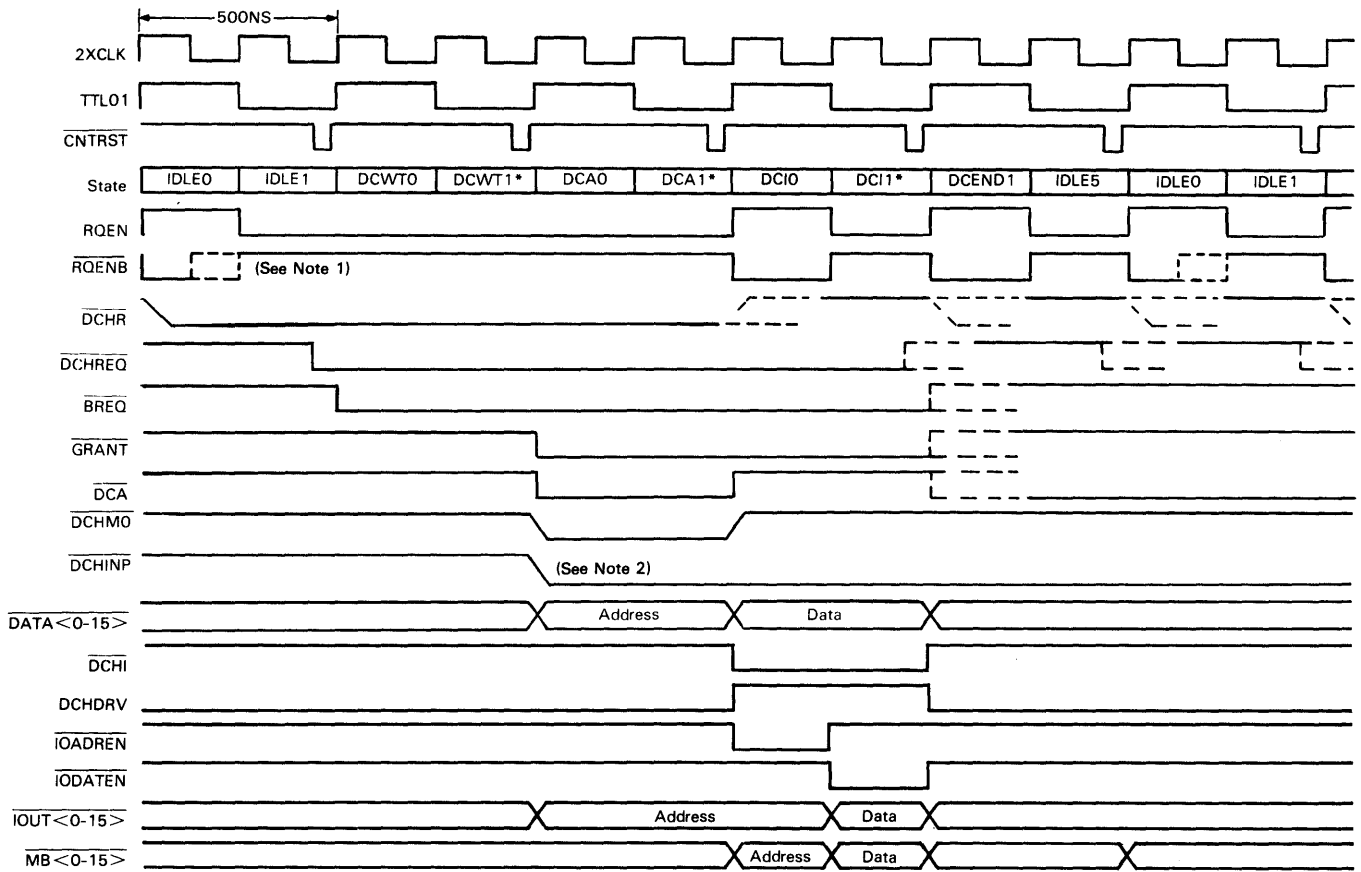 500NS
2XCLK
TTL01
CNTRST
State IDLE0 IDLE1 DCWT0 DCWT1* DCA0 DCA1* DCI0 DCI1* DCEND1 IDLE5 IDLE0 IDLE1
RQEN
RQENB (See Note 1)
DCHR
DCHREQ
BREQ
GRANT
DCA
DCHM0
DCHINP (See Note 2)
DATA<0-15> Address Data
DCHI
DCHDRV
IOADREN
IODATEN
IOUT<0-15> Address Data
MB<0-15> Address Data